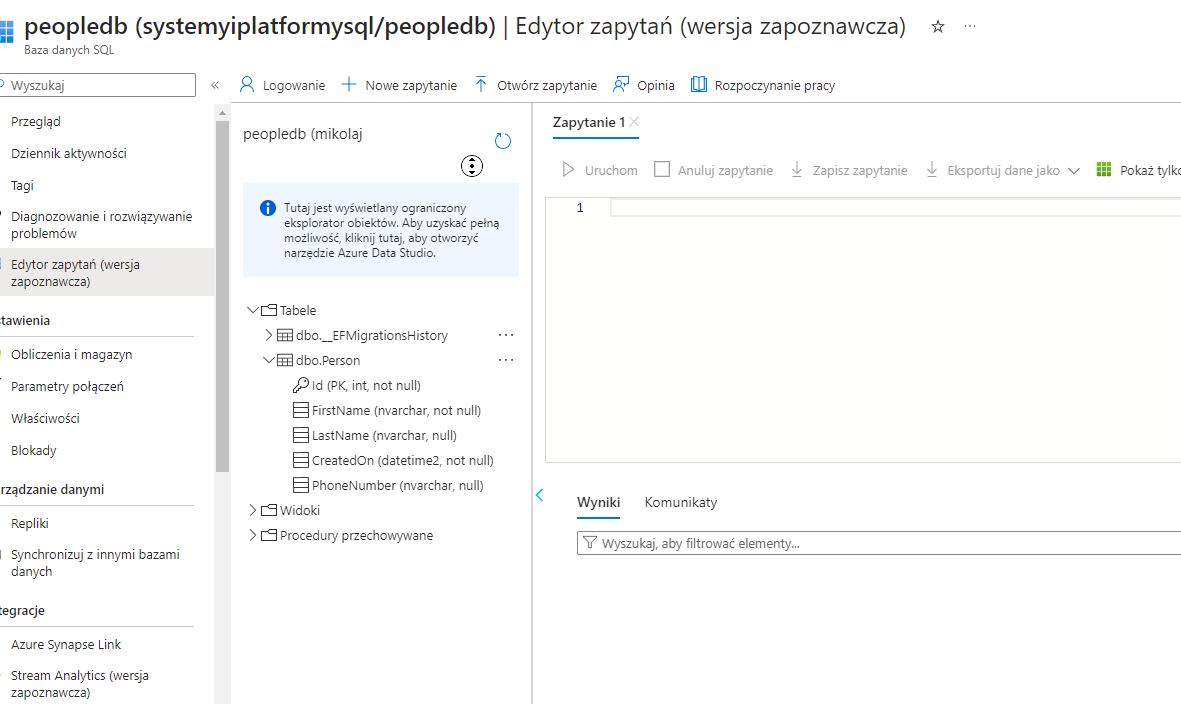 peopledb (systemyiplatformysql/peopledb) | Edytor zapytań (wersja zapoznawcza)
Baza danych SQL
Wyszukaj
«
Logowanie
Nowe zapytanie
Otwórz zapytanie
Opinia
Rozpoczynanie pracy
Przegląd
Dziennik aktywności
Tagi
Diagnozowanie i rozwiązywanie
problemów
Edytor zapytań (wersja
zapoznawcza)
stawienia
Obliczenia i magazyn
Parametry połączeń
Właściwości
Blokady
rządzanie danymi
Repliki
Synchronizuj z innymi bazami
danych
tegracje
Azure Synapse Link
Stream Analytics (wersja
zapoznawcza)
peopledb (mikolaj
Tutaj jest wyświetlany ograniczony
eksplorator obiektów. Aby uzyskać pełną
możliwość, kliknij tutaj, aby otworzyć
narzędzie Azure Data Studio.
Tabele
dbo.__EFMigrationsHistory ...
dbo.Person ...
Id (PK, int, not null)
FirstName (nvarchar, not null)
LastName (nvarchar, null)
CreatedOn (datetime2, not null)
PhoneNumber (nvarchar, null)
Widoki
Procedury przechowywane
Zapytanie 1
Uruchom
Anuluj zapytanie
Zapisz zapytanie
Eksportuj dane jako
Pokaż tylko
1
Wyniki
Komunikaty
Wyszukaj, aby filtrować elementy...